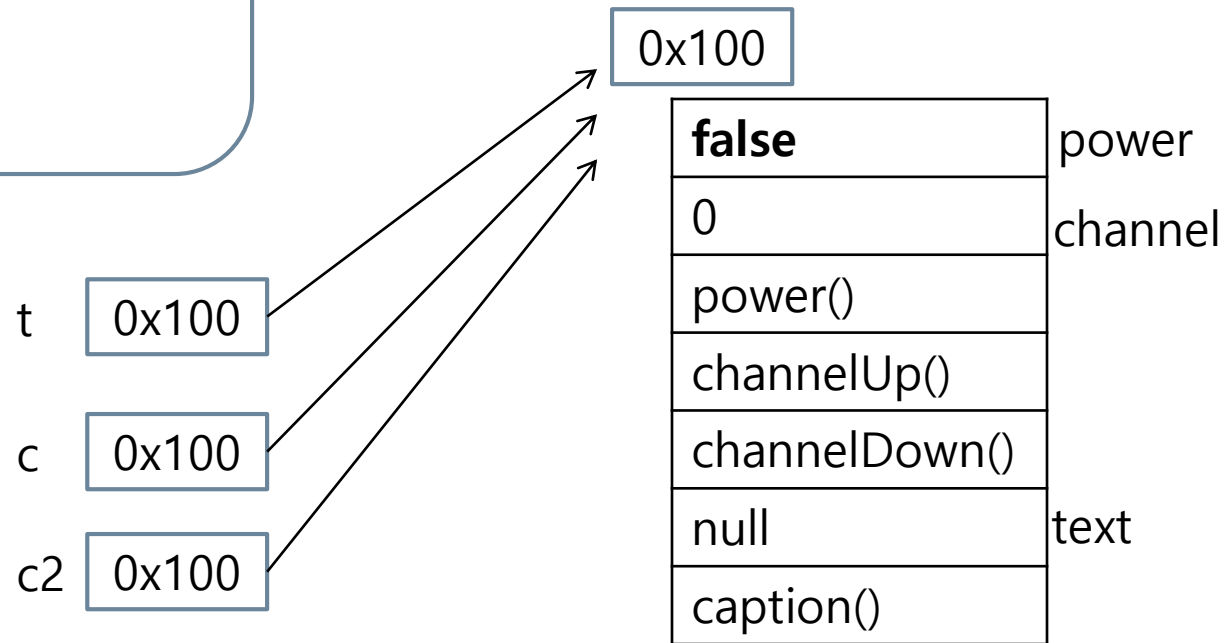 0x100
false power
0 channel
power()
t 0x100
channelUp()
c 0x100
channelDown()
null text
c2 0x100
caption()